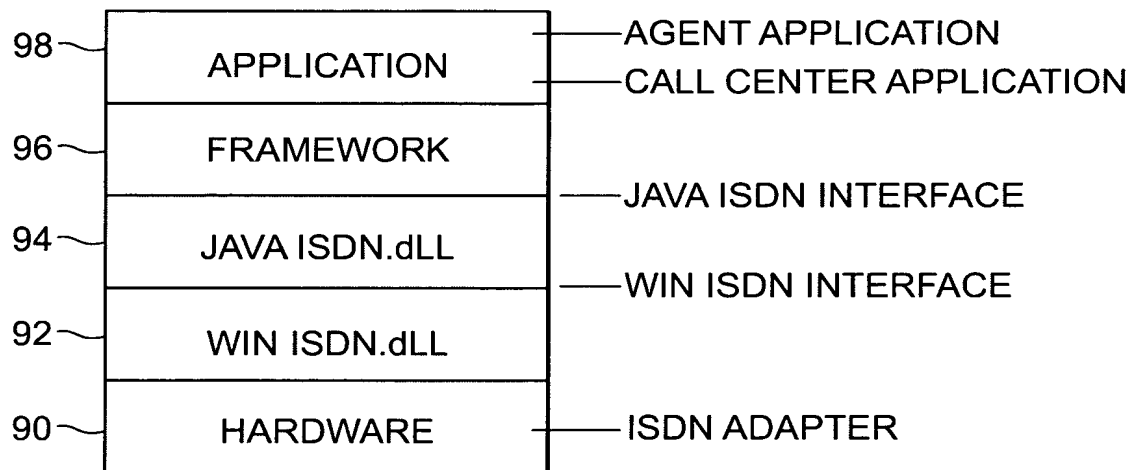 98 APPLICATION AGENT APPLICATION
CALL CENTER APPLICATION
96 FRAMEWORK
JAVA ISDN INTERFACE
94 JAVA ISDN.dLL
WIN ISDN INTERFACE
92 WIN ISDN.dLL
90 HARDWARE ISDN ADAPTER